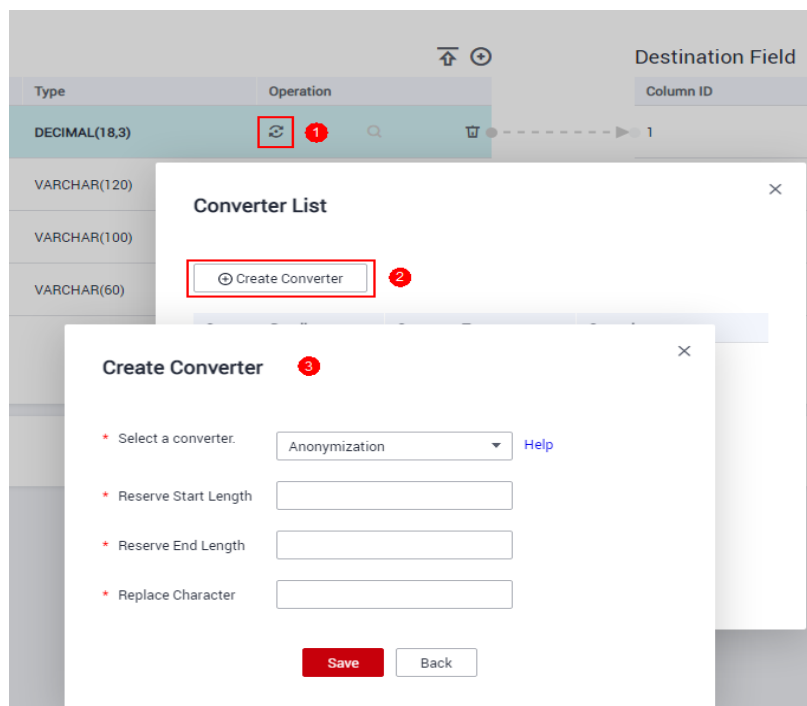 Destination Field
Type Operation Column ID
DECIMAL(18,3) 1 1
VARCHAR(120)
Converter List
VARCHAR(100)
Create Converter 2
VARCHAR(60)
Create Converter 3
* Select a converter. Anonymization Help
* Reserve Start Length
* Reserve End Length
* Replace Character
Save Back